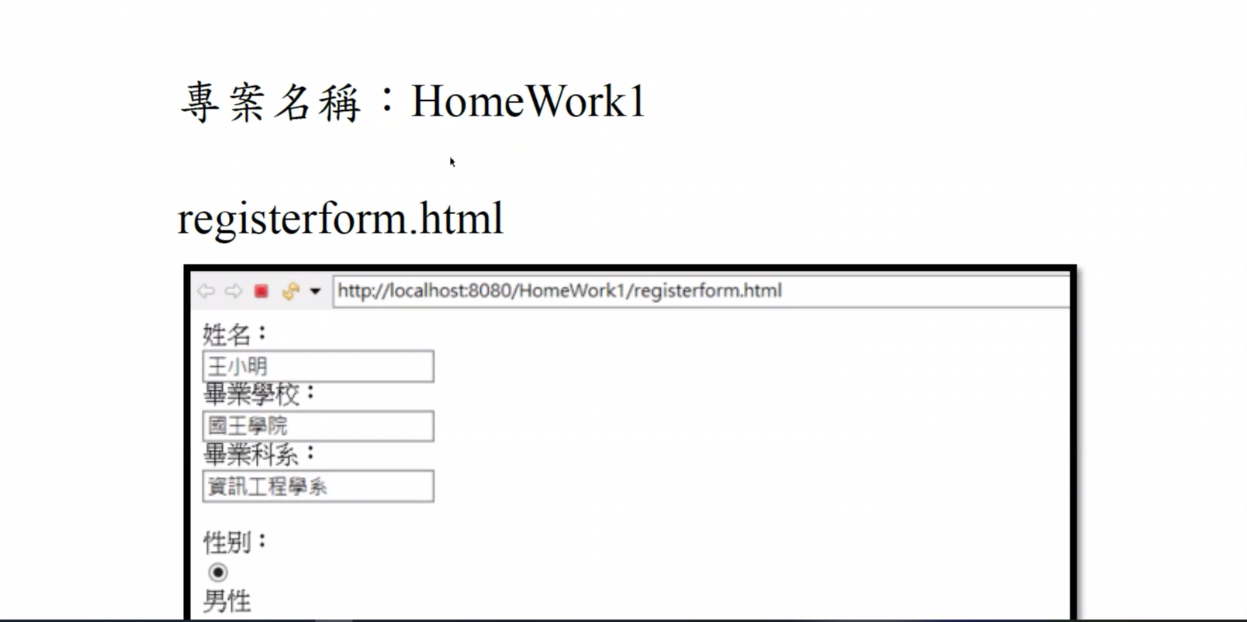 專案名稱：HomeWork1
registerform.html
http://localhost:8080/HomeWork1/registerform.html
姓名：
王小明
畢業學校：
國王學院
畢業科系：
資訊工程學系
性別：
男性